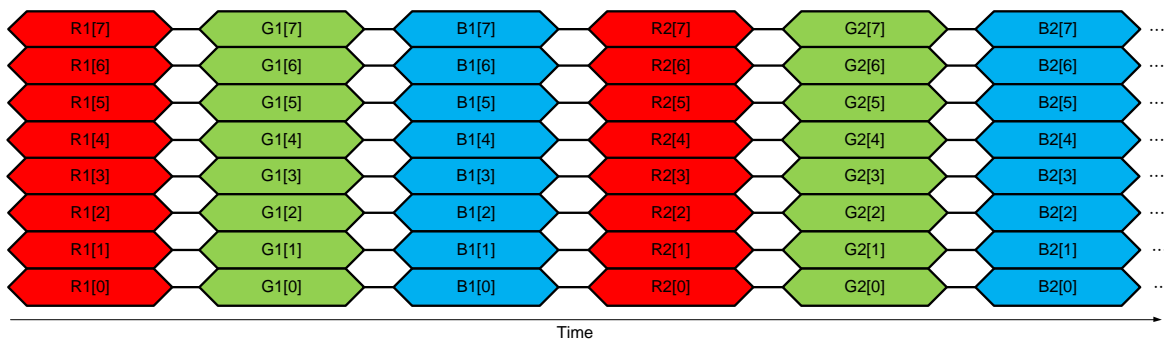 R1[7] G1[7] B1[7] R2[7] G2[7] B2[7] ...
R1[6] G1[6] B1[6] R2[6] G2[6] B2[6] ...
R1[5] G1[5] B1[5] R2[5] G2[5] B2[5] ...
R1[4] G1[4] B1[4] R2[4] G2[4] B2[4] ...
R1[3] G1[3] B1[3] R2[3] G2[3] B2[3] ...
R1[2] G1[2] B1[2] R2[2] G2[2] B2[2] ...
R1[1] G1[1] B1[1] R2[1] G2[1] B2[1] ..
R1[0] G1[0] B1[0] R2[0] G2[0] B2[0] ..
Time